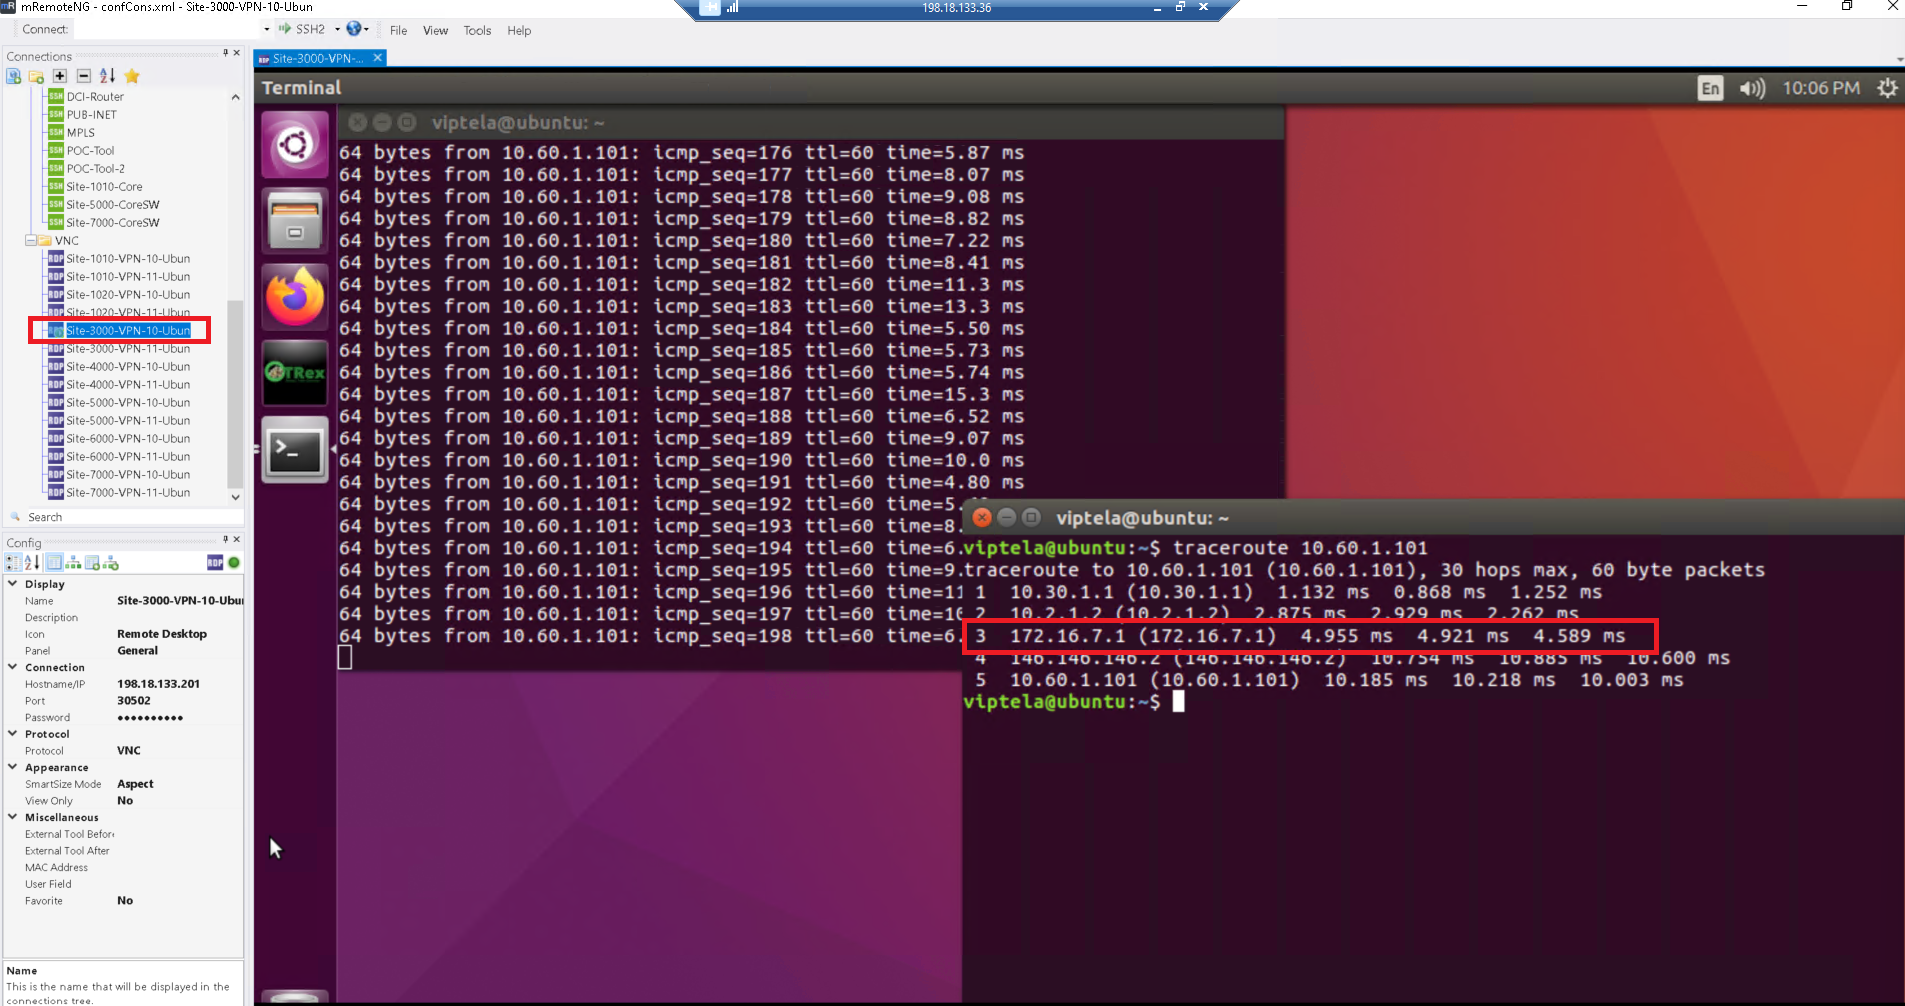 mRemoteNG - confCons.xml - Site-3000-VPN-10-Ubun
198.18.133.36
Connect:
SSH2
File View Tools Help
Connections
Site-3000-VPN-...
DCI-Router
PUB-INET
MPLS
POC-Tool
POC-Tool-2
Site-1010-Core
Site-5000-CoreSW
Site-7000-CoreSW
VNC
Site-1010-VPN-10-Ubun
Site-1010-VPN-11-Ubun
Site-1020-VPN-10-Ubun
Site-1020-VPN-11-Ubun
Site-3000-VPN-10-Ubun
Site-3000-VPN-11-Ubun
Site-4000-VPN-10-Ubun
Site-4000-VPN-11-Ubun
Site-5000-VPN-10-Ubun
Site-5000-VPN-11-Ubun
Site-6000-VPN-10-Ubun
Site-6000-VPN-11-Ubun
Site-7000-VPN-10-Ubun
Site-7000-VPN-11-Ubun
Search
Config
Display
Name Site-3000-VPN-10-Ubu
Description
Icon Remote Desktop
Panel General
Connection
Hostname/IP 198.18.133.201
Port 30502
Password ••••••••••
Protocol
Protocol VNC
Appearance
SmartSize Mode Aspect
View Only No
Miscellaneous
External Tool Befor
External Tool After
MAC Address
User Field
Favorite No
Name
This is the name that will be displayed in the
connections tree.
Terminal
En
10:06 PM
TRex
viptela@ubuntu: ~
64 bytes from 10.60.1.101: icmp_seq=176 ttl=60 time=5.87 ms
64 bytes from 10.60.1.101: icmp_seq=177 ttl=60 time=8.07 ms
64 bytes from 10.60.1.101: icmp_seq=178 ttl=60 time=9.08 ms
64 bytes from 10.60.1.101: icmp_seq=179 ttl=60 time=8.82 ms
64 bytes from 10.60.1.101: icmp_seq=180 ttl=60 time=7.22 ms
64 bytes from 10.60.1.101: icmp_seq=181 ttl=60 time=8.41 ms
64 bytes from 10.60.1.101: icmp_seq=182 ttl=60 time=11.3 ms
64 bytes from 10.60.1.101: icmp_seq=183 ttl=60 time=13.3 ms
64 bytes from 10.60.1.101: icmp_seq=184 ttl=60 time=5.50 ms
64 bytes from 10.60.1.101: icmp_seq=185 ttl=60 time=5.73 ms
64 bytes from 10.60.1.101: icmp_seq=186 ttl=60 time=5.74 ms
64 bytes from 10.60.1.101: icmp_seq=187 ttl=60 time=15.3 ms
64 bytes from 10.60.1.101: icmp_seq=188 ttl=60 time=6.52 ms
64 bytes from 10.60.1.101: icmp_seq=189 ttl=60 time=9.07 ms
64 bytes from 10.60.1.101: icmp_seq=190 ttl=60 time=10.0 ms
64 bytes from 10.60.1.101: icmp_seq=191 ttl=60 time=4.80 ms
64 bytes from 10.60.1.101: icmp_seq=192 ttl=60 time=5.
64 bytes from 10.60.1.101: icmp_seq=193 ttl=60 time=8.
64 bytes from 10.60.1.101: icmp_seq=194 ttl=60 time=6.
64 bytes from 10.60.1.101: icmp_seq=195 ttl=60 time=9.
64 bytes from 10.60.1.101: icmp_seq=196 ttl=60 time=11
64 bytes from 10.60.1.101: icmp_seq=197 ttl=60 time=10
64 bytes from 10.60.1.101: icmp_seq=198 ttl=60 time=6.
viptela@ubuntu: ~
viptela@ubuntu:~$ traceroute 10.60.1.101
traceroute to 10.60.1.101 (10.60.1.101), 30 hops max, 60 byte packets
1 10.30.1.1 (10.30.1.1) 1.132 ms 0.868 ms 1.252 ms
2 10.2.1.2 (10.2.1.2) 2.875 ms 2.929 ms 2.262 ms
3 172.16.7.1 (172.16.7.1) 4.955 ms 4.921 ms 4.589 ms
4 146.146.146.2 (146.146.146.2) 10.754 ms 10.885 ms 10.600 ms
5 10.60.1.101 (10.60.1.101) 10.185 ms 10.218 ms 10.003 ms
viptela@ubuntu:~$